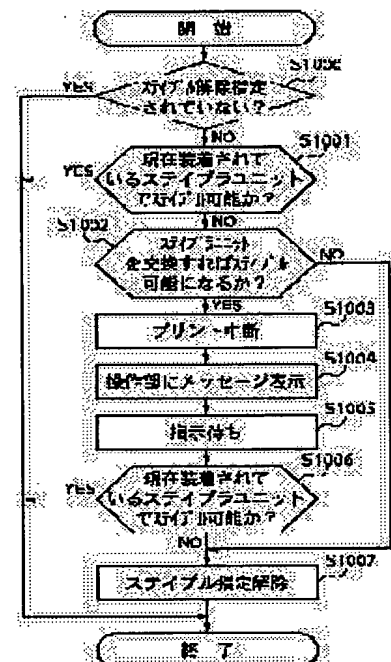 開始
S1000
ステイプル解除指定
されていない?
YES
NO
S1001
現在装着されて
いるステイプラユニット
でステイプル可能か?
YES
NO
S1002
ステイプラユニット
を交換すればステイプル
可能になるか?
NO
YES
S1003
プリント中断
S1004
操作部にメッセージ表示
S1005
指示待ち
S1006
現在装着されて
いるステイプラユニット
でステイプル可能か?
YES
NO
S1007
ステイプル指定解除
終了